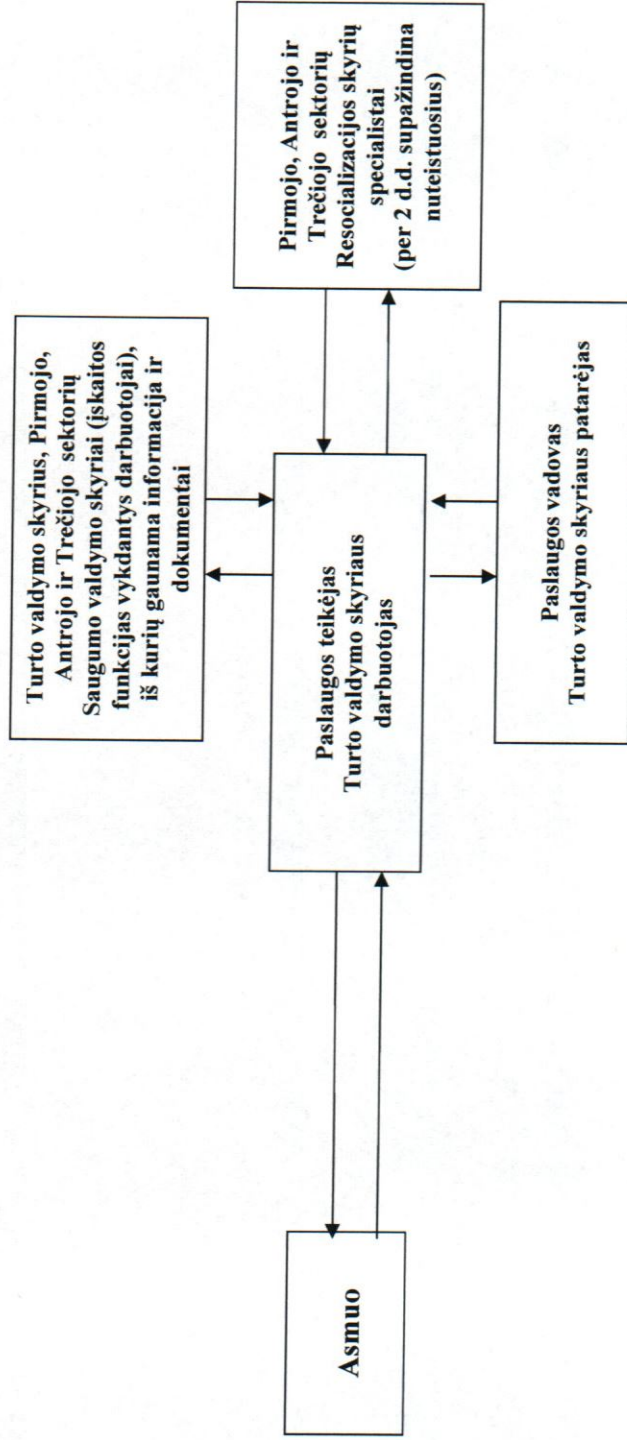 Turto valdymo skyrius, Pirmojo,
Antrojo ir Trečiojo sektorių
Saugumo valdymo skyriai (įskaitos
funkcijas vykdantys darbuotojai),
iš kurių gaunama informacija ir
dokumentai
Asmuo
Paslaugos teikėjas
Turto valdymo skyriaus
darbuotojas
Pirmojo, Antrojo ir
Trečiojo sektorių
Resocializacijos skyrių
specialistai
(per 2 d.d. supažindina
nuteistuosius)
Paslaugos vadovas
Turto valdymo skyriaus patarėjas